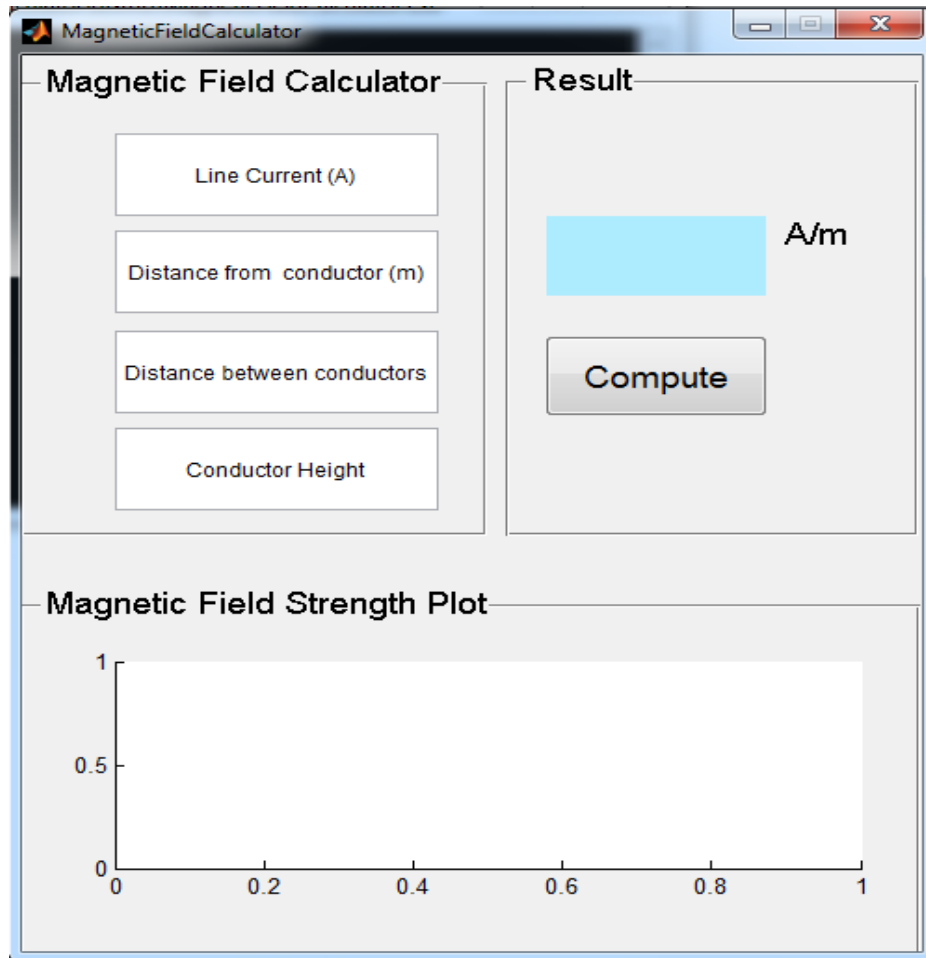 MagneticFieldCalculator
Magnetic Field Calculator
Line Current (A)
Distance from  conductor (m)
Distance between conductors
Conductor Height
Result
A/m
Compute
Magnetic Field Strength Plot
1
0.5
0
0 0.2 0.4 0.6 0.8 1